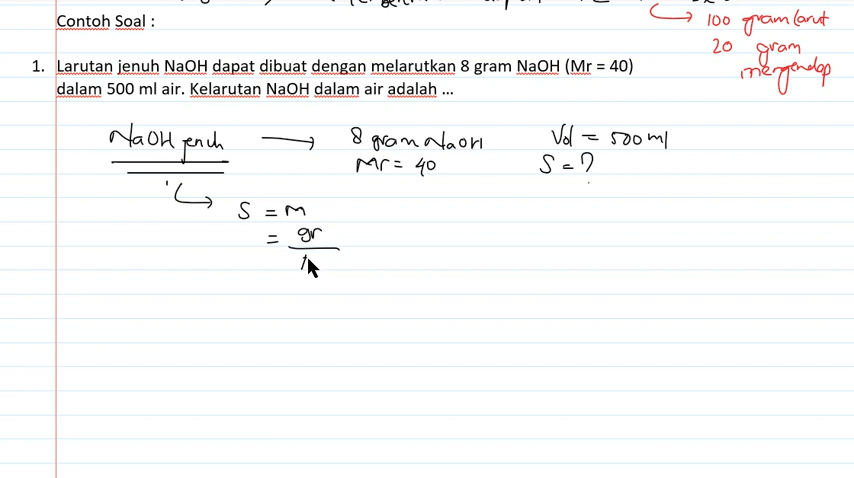 100 gram larut
Contoh Soal :
20 gram
mengendap
1. Larutan jenuh NaOH dapat dibuat dengan melarutkan 8 gram NaOH (Mr = 40)
dalam 500 ml air. Kelarutan NaOH dalam air adalah ...
NaOH jenuh → 8 gram NaOH Vol = 500 ml
Mr = 40 S = ?
S = M
= gr